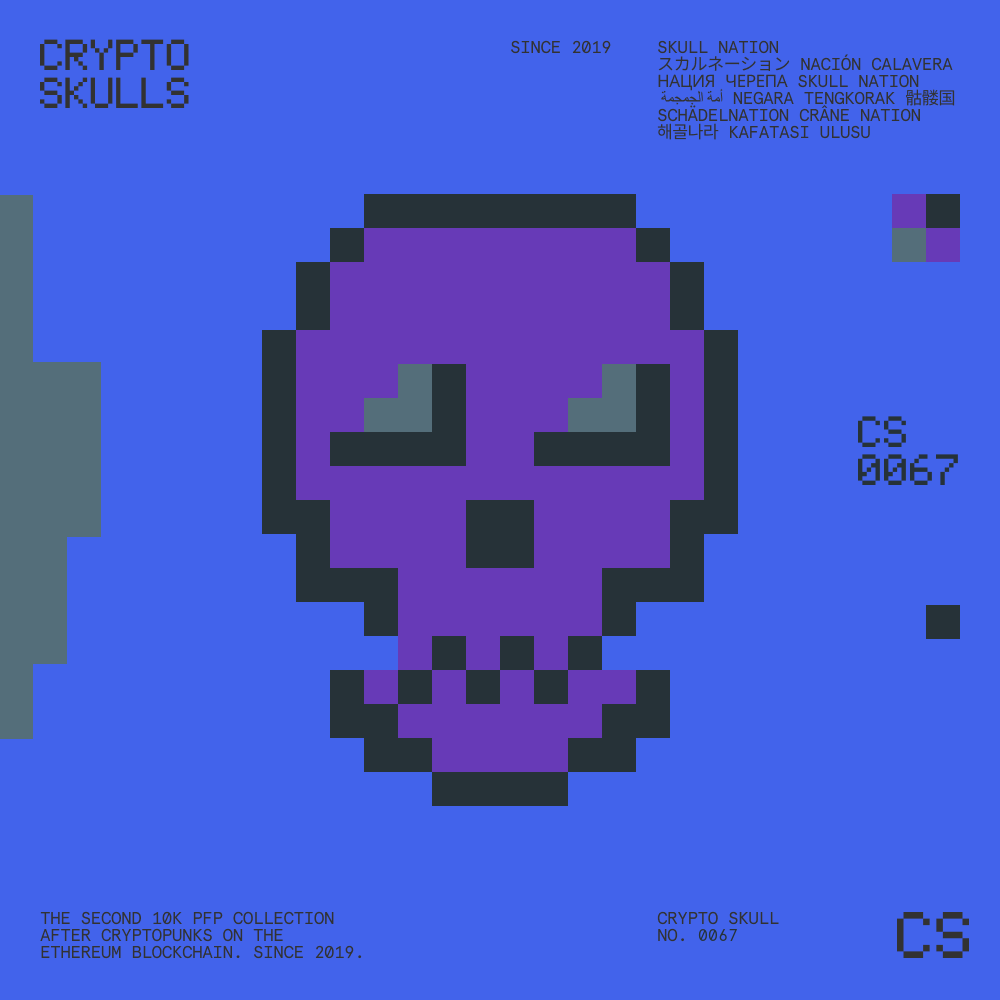 CRYPTO
SKULLS
SINCE 2019
SKULL NATION
スカルネーション NACIÓN CALAVERA
НАЦИЯ ЧЕРЕПА SKULL NATION
أمة الجمجمة NEGARA TENGKORAK 骷髅国
SCHÄDELNATION CRÂNE NATION
해골나라 KAFATASI ULUSU
CS
0067
THE SECOND 10K PFP COLLECTION
AFTER CRYPTOPUNKS ON THE
ETHEREUM BLOCKCHAIN. SINCE 2019.
CRYPTO SKULL
NO. 0067
CS